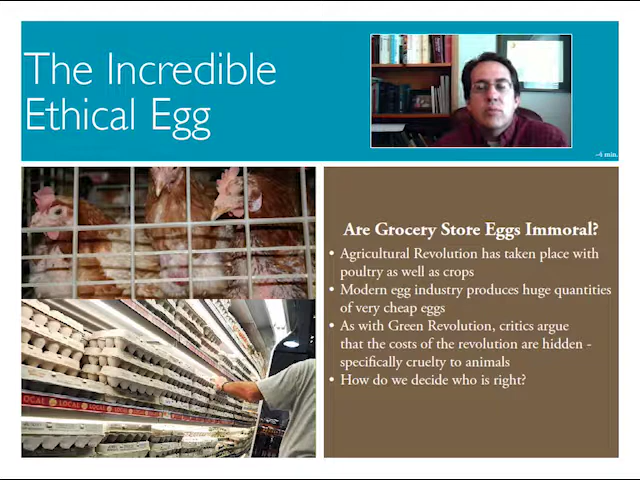 The Incredible
Ethical Egg
~4 min.
Are Grocery Store Eggs Immoral?
• Agricultural Revolution has taken place with
poultry as well as crops
• Modern egg industry produces huge quantities
of very cheap eggs
• As with Green Revolution, critics argue
that the costs of the revolution are hidden -
specifically cruelty to animals
• How do we decide who is right?
LOCAL LOCAL LOCAL